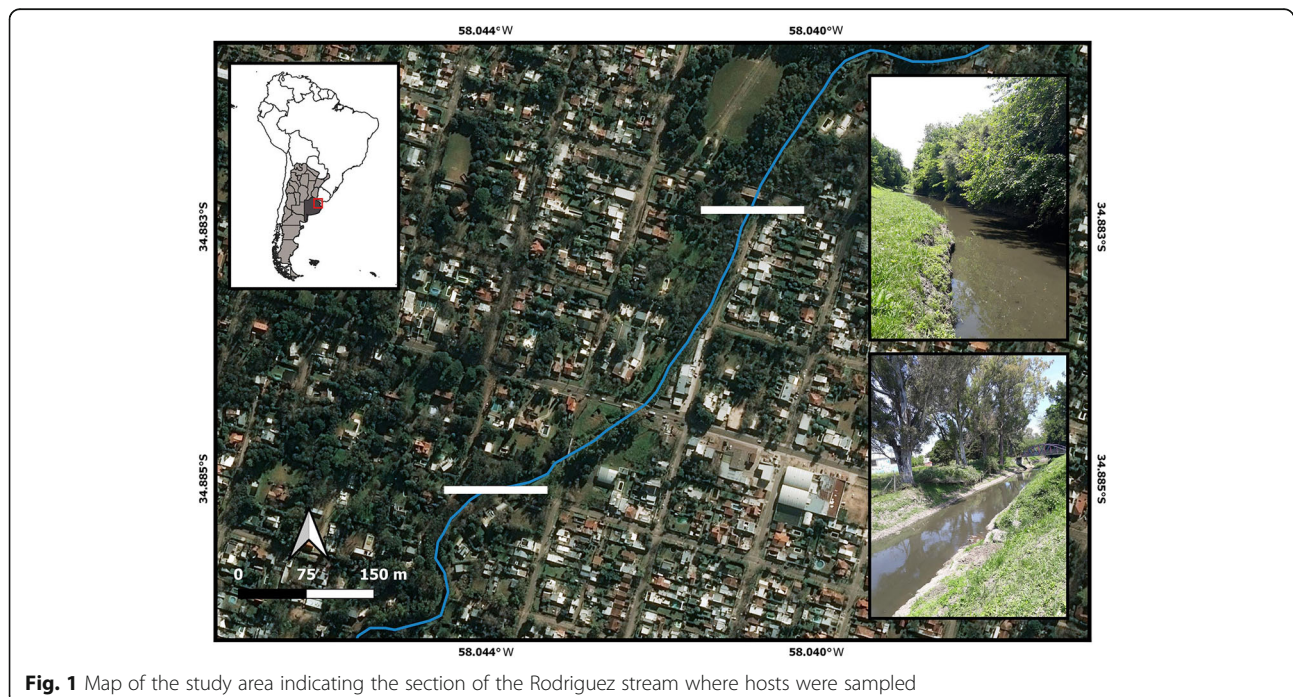 58.044°W
58.040°W
34.883°S
34.883°S
34.885°S
34.885°S
0
75
150 m
58.044°W
58.040°W
Fig. 1 Map of the study area indicating the section of the Rodriguez stream where hosts were sampled